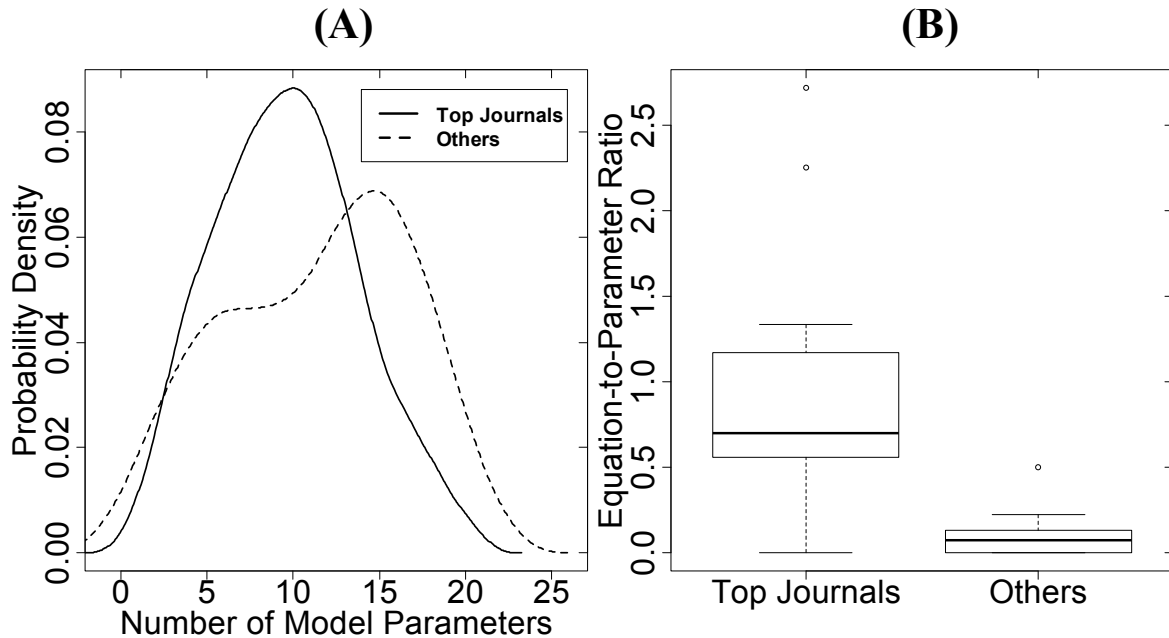 (A)
Probability Density
0.00
0.02
0.04
0.06
0.08
Top Journals
Others
0
5
10
15
20
25
Number of Model Parameters
(B)
Equation-to-Parameter Ratio
0.0
0.5
1.0
1.5
2.0
2.5
Top Journals
Others